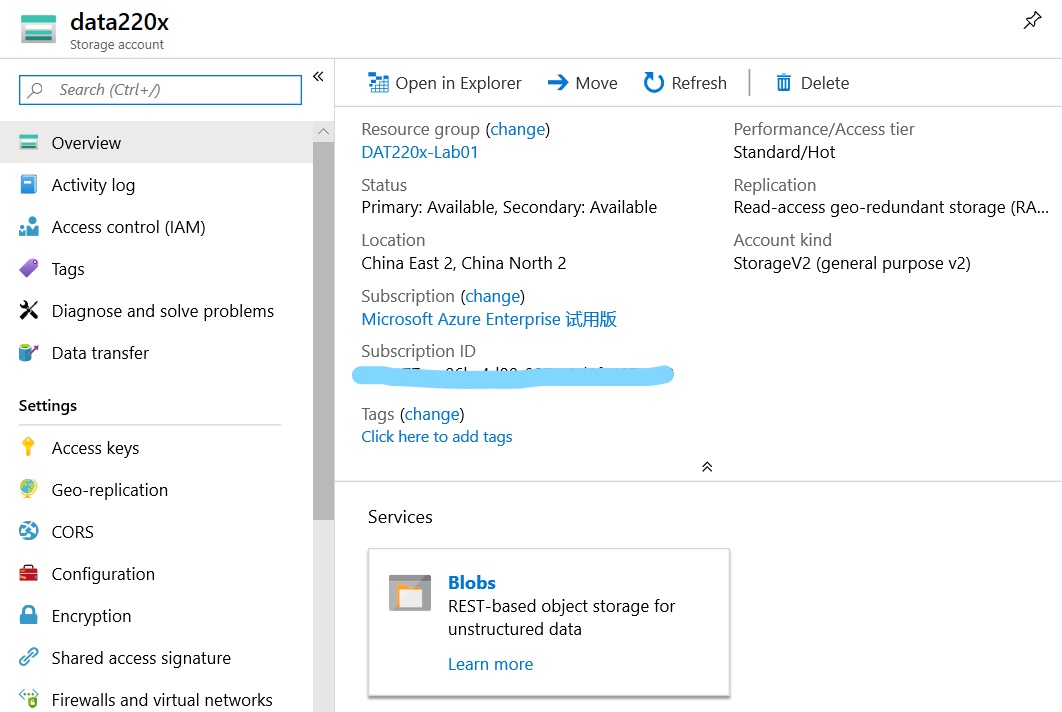 data220x
Storage account
Search (Ctrl+/)
Overview
Activity log
Access control (IAM)
Tags
Diagnose and solve problems
Data transfer
Settings
Access keys
Geo-replication
CORS
Configuration
Encryption
Shared access signature
Firewalls and virtual networks
Open in Explorer
Move
Refresh
Delete
Resource group (change)
DAT220x-Lab01
Status
Primary: Available, Secondary: Available
Location
China East 2, China North 2
Subscription (change)
Microsoft Azure Enterprise 试用版
Subscription ID
Tags (change)
Click here to add tags
Performance/Access tier
Standard/Hot
Replication
Read-access geo-redundant storage (RA...
Account kind
StorageV2 (general purpose v2)
Services
Blobs
REST-based object storage for
unstructured data
Learn more